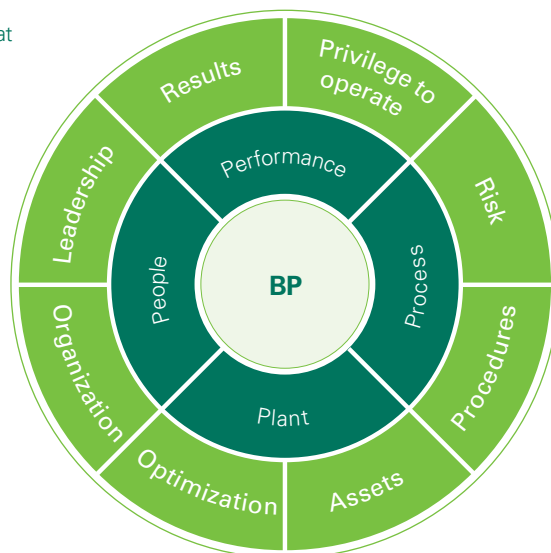 at
Results
Privilege to
operate
Leadership
Risk
Performance
People
BP
Process
Organization
Procedures
Plant
Optimization
Assets